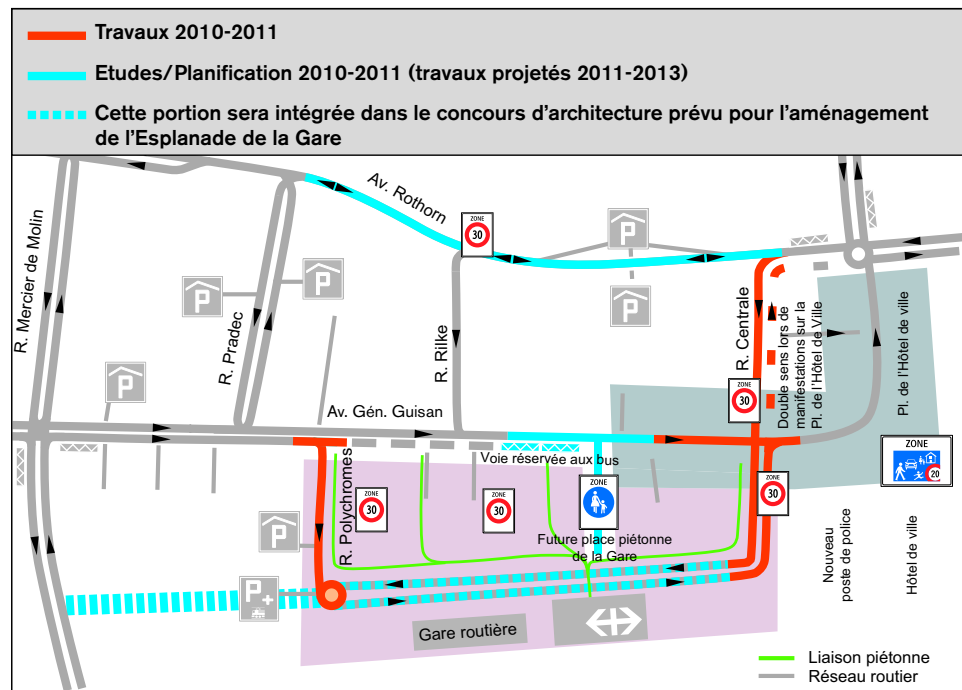 Travaux 2010-2011
Etudes/Planification 2010-2011 (travaux projetés 2011-2013)
Cette portion sera intégrée dans le concours d'architecture prévu pour l'aménagement
de l'Esplanade de la Gare
R. Mercier de Molin
R. Pradec
Av. Rothorn
ZONE
30
P
P
P
P
P
R. Rilke
R. Centrale
Double sens lors de
manifestations sur la
Pl. de l'Hôtel de Ville
Pl. de l'Hôtel de ville
ZONE
30
Av. Gén. Guisan
Voie réservée aux bus
ZONE
20
R. Polychromes
ZONE
30
ZONE
30
ZONE
ZONE
30
Future place piétonne
de la Gare
P
P+
Nouveau
poste de police
Hôtel de ville
Gare routière
Liaison piétonne
Réseau routier